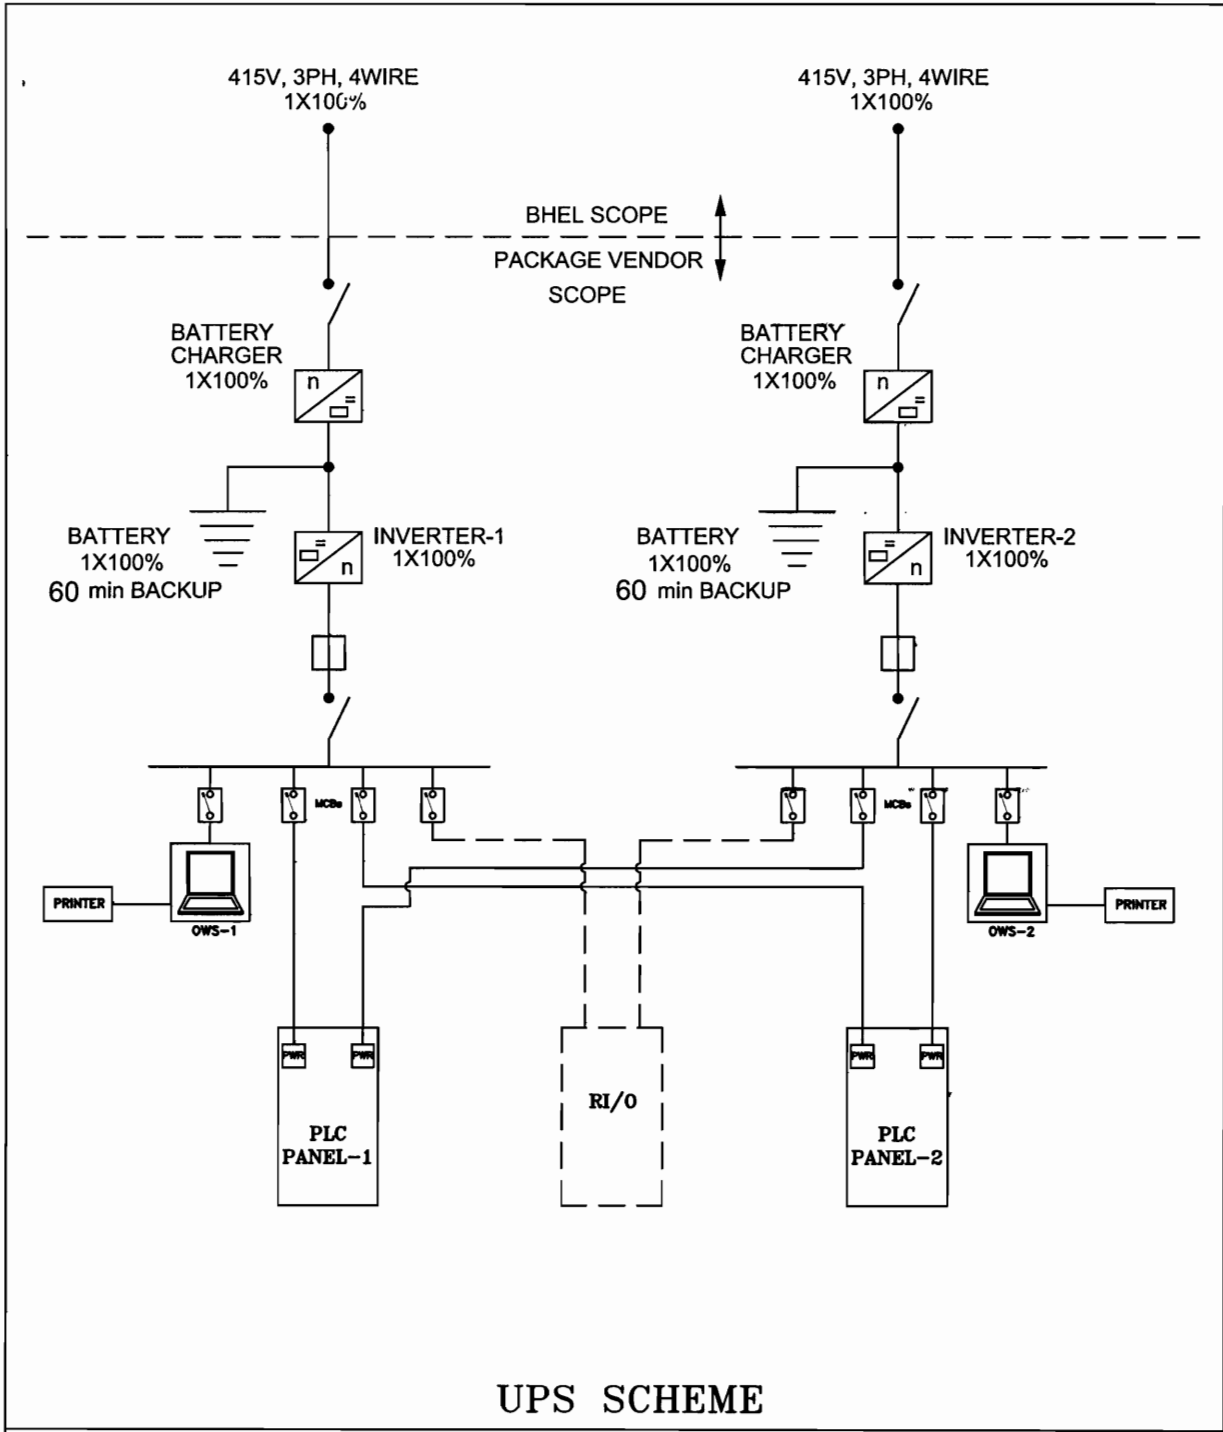 415V, 3PH, 4WIRE
1X100%
415V, 3PH, 4WIRE
1X100%
BHEL SCOPE
PACKAGE VENDOR
SCOPE
BATTERY
CHARGER
1X100%
n
=
BATTERY
CHARGER
1X100%
n
=
BATTERY
1X100%
60 min BACKUP
=
n
INVERTER-1
1X100%
BATTERY
1X100%
60 min BACKUP
=
n
INVERTER-2
1X100%
MCBs
MCBs
PRINTER
OWS-1
OWS-2
PRINTER
PWR
PWR
PLC
PANEL-1
RI/O
PWR
PWR
PLC
PANEL-2
UPS SCHEME